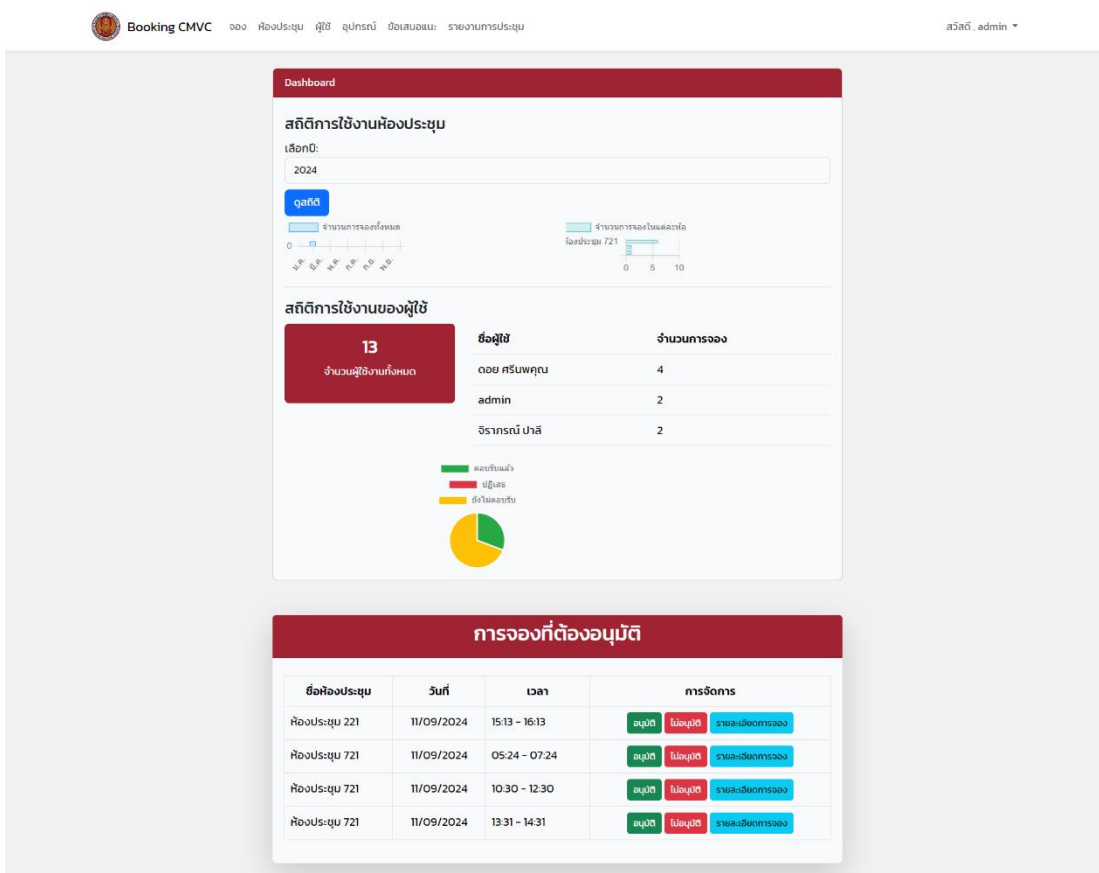 Booking CMVC จอง ห้องประชุม ผู้ใช้ อุปกรณ์ ข้อเสนอแนะ รายงานการประชุม สวัสดี , admin
Dashboard
สถิติการใช้งานห้องประชุม
เลือกปี:
2024
ดูสถิติ
จำนวนการจองทั้งหมด
0
ม.ค. มี.ค. พ.ค. ก.ค. ก.ย. พ.ย.
จำนวนการจองในแต่ละห้อ
ห้องประชุม 721
0 5 10
สถิติการใช้งานของผู้ใช้
13
จำนวนผู้ใช้งานทั้งหมด
ชื่อผู้ใช้ จำนวนการจอง
ดอย ศรีนพคุณ 4
admin 2
จิราภรณ์ ปาลี 2
ตอบรับแล้ว
ปฏิเสธ
ยังไม่ตอบรับ
การจองที่ต้องอนุมัติ
ชื่อห้องประชุม วันที่ เวลา การจัดการ
ห้องประชุม 221 11/09/2024 15:13 - 16:13 อนุมัติ ไม่อนุมัติ รายละเอียดการจอง
ห้องประชุม 721 11/09/2024 05:24 - 07:24 อนุมัติ ไม่อนุมัติ รายละเอียดการจอง
ห้องประชุม 721 11/09/2024 10:30 - 12:30 อนุมัติ ไม่อนุมัติ รายละเอียดการจอง
ห้องประชุม 721 11/09/2024 13:31 - 14:31 อนุมัติ ไม่อนุมัติ รายละเอียดการจอง